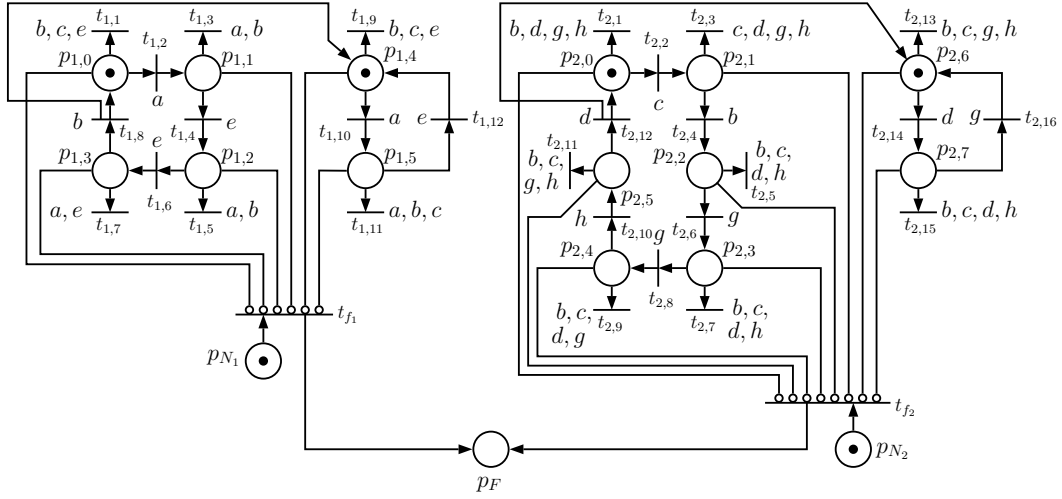 t1,1 t1,3 t1,9 t2,1 t2,3 t2,13
b, c, e t1,2 a, b b, c, e b, d, g, h t2,2 c, d, g, h b, c, g, h
p1,0 p1,1 p1,4 p2,0 p2,1 p2,6
a c
b e a e t1,12 d b d g t2,16
t1,8 t1,4 t1,10 t2,12 t2,4 t2,14
p1,3 e p1,2 p1,5 t2,11 p2,2 b, c, p2,7
b, c, d, h
t1,6 g, h t2,5
a, e a, b a, b, c p2,5 b, c, d, h
t1,7 t1,5 t1,11 h t2,10 g t2,6 g t2,15
p2,4 p2,3
t2,8
b, c, t2,9 t2,7 b, c,
d, g d, h
tf1
pN1
tf2
pF pN2